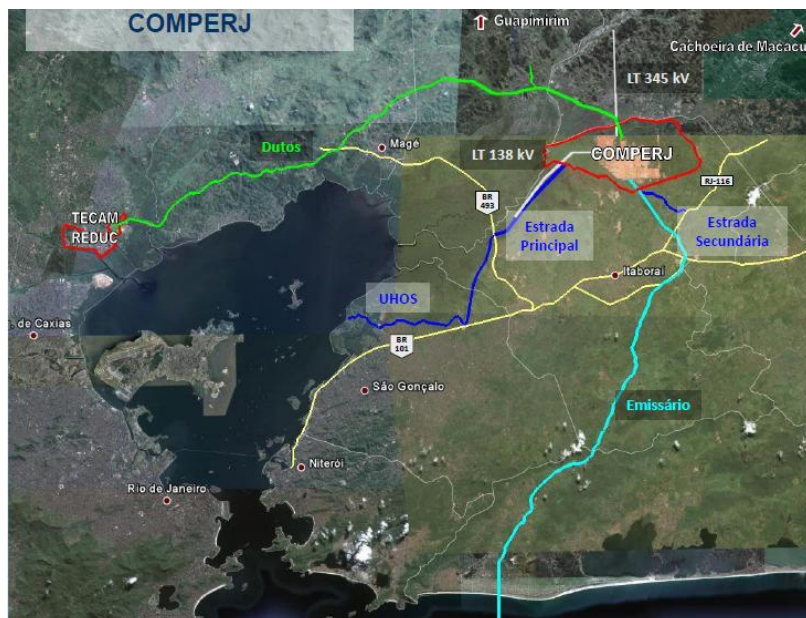 COMPERJ
Guapimirim
Cachoeira de Macacu
LT 345 kV
Dutos
Magé
LT 138 kV
COMPERJ
RJ-116
BR
493
TECAM
REDUC
Estrada
Principal
Estrada
Secundária
Itaboraí
UHOS
. de Caxias
BR
101
São Gonçalo
Emissário
Niterói
Rio de Janeiro